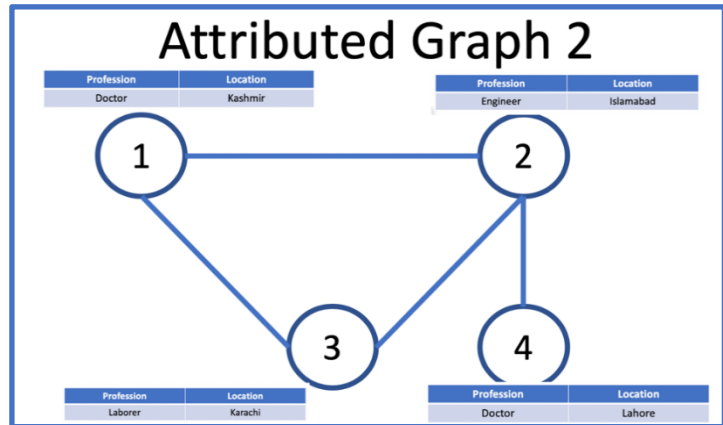 Attributed Graph 2
Profession Location
Doctor Kashmir
Profession Location
Engineer Islamabad
1
2
3
4
Profession Location
Laborer Karachi
Profession Location
Doctor Lahore